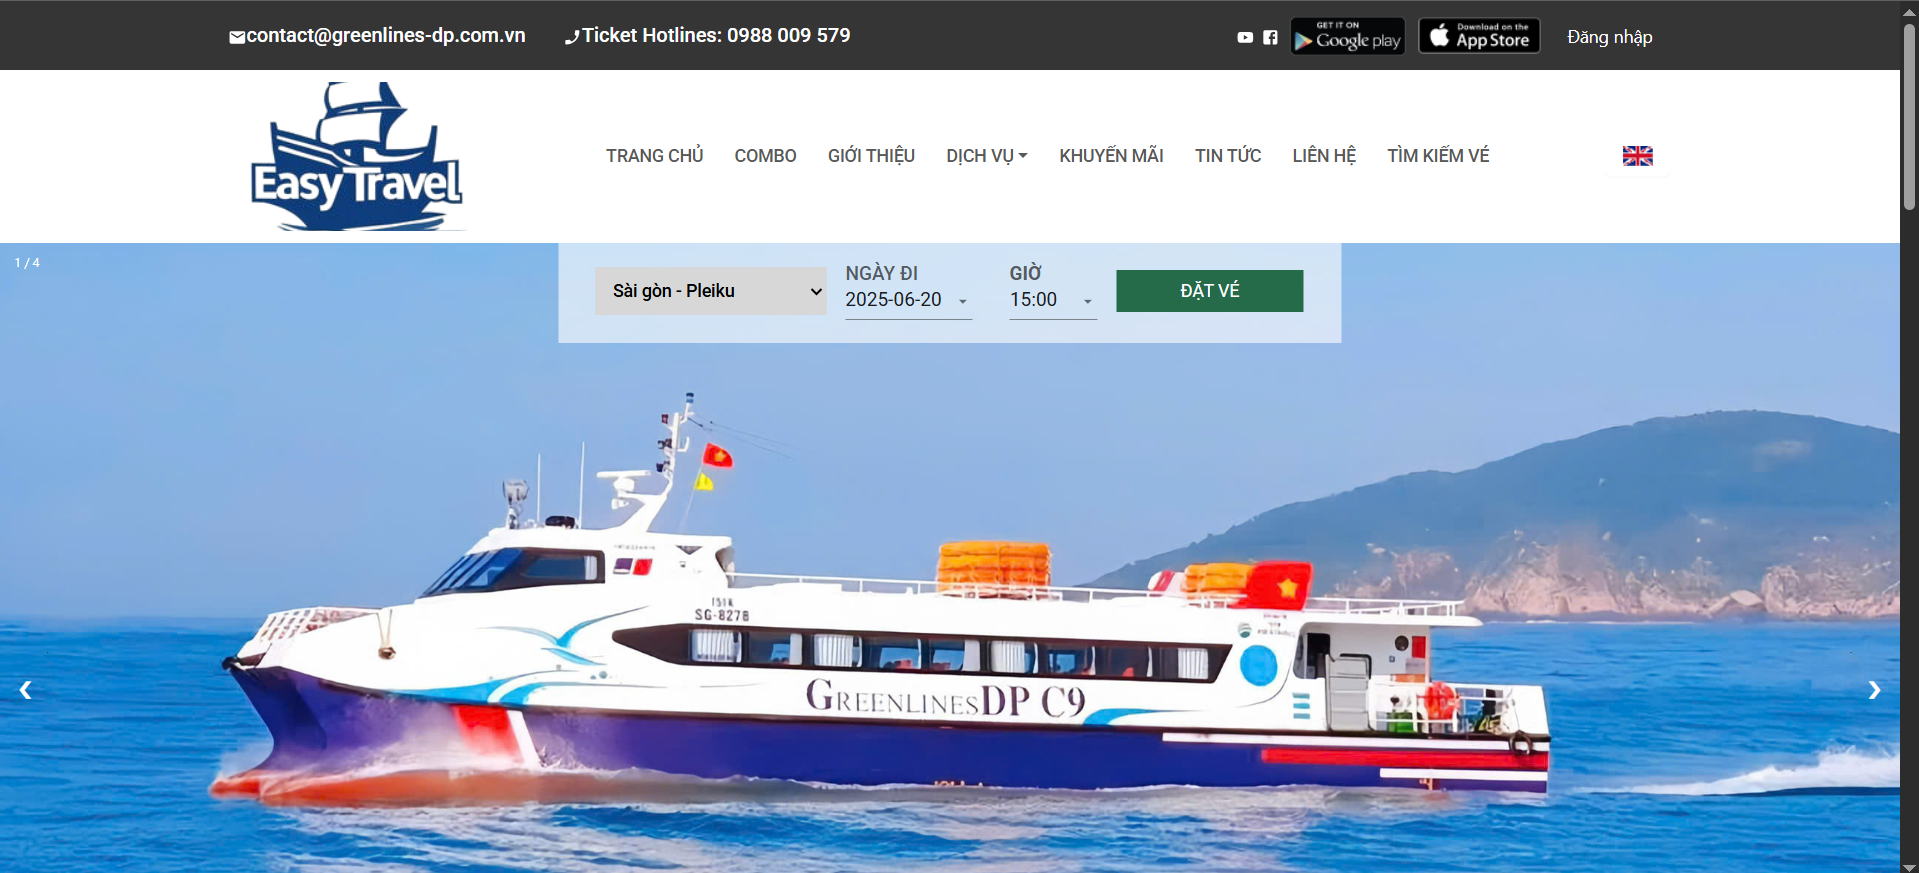 contact@greenlines-dp.com.vn
Ticket Hotlines: 0988 009 579
GET IT ON
Google play
Download on the
App Store
Đăng nhập
Easy Travel
TRANG CHỦ
COMBO
GIỚI THIỆU
DỊCH VỤ
KHUYẾN MÃI
TIN TỨC
LIÊN HỆ
TÌM KIẾM VÉ
1 / 4
Sài gòn - Pleiku
NGÀY ĐI
2025-06-20
GIỜ
15:00
ĐẶT VÉ
SG-8278
GREENLINESDP C9